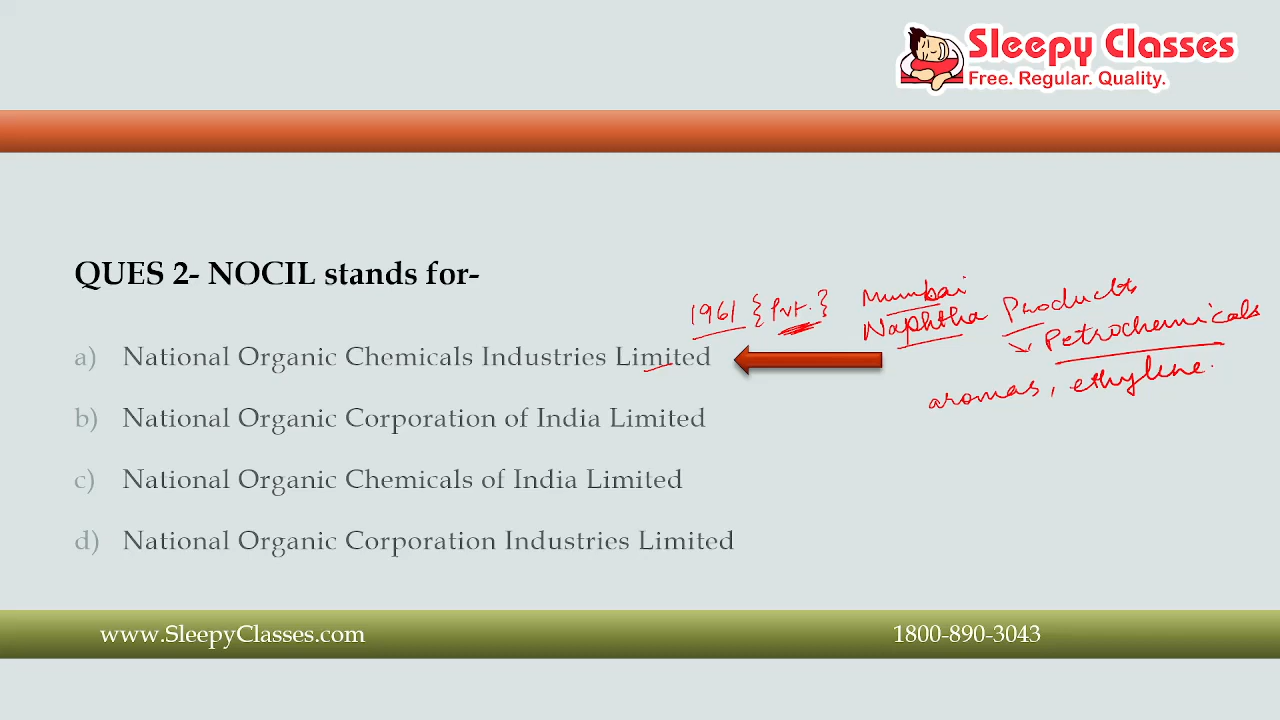 Sleepy Classes
Free. Regular. Quality.
QUES 2- NOCIL stands for-
1961 {Pvt.} Mumbai
Naphtha
Products
Petrochemicals
aromas, ethylene.
a) National Organic Chemicals Industries Limited
b) National Organic Corporation of India Limited
c) National Organic Chemicals of India Limited
d) National Organic Corporation Industries Limited
www.SleepyClasses.com 1800-890-3043